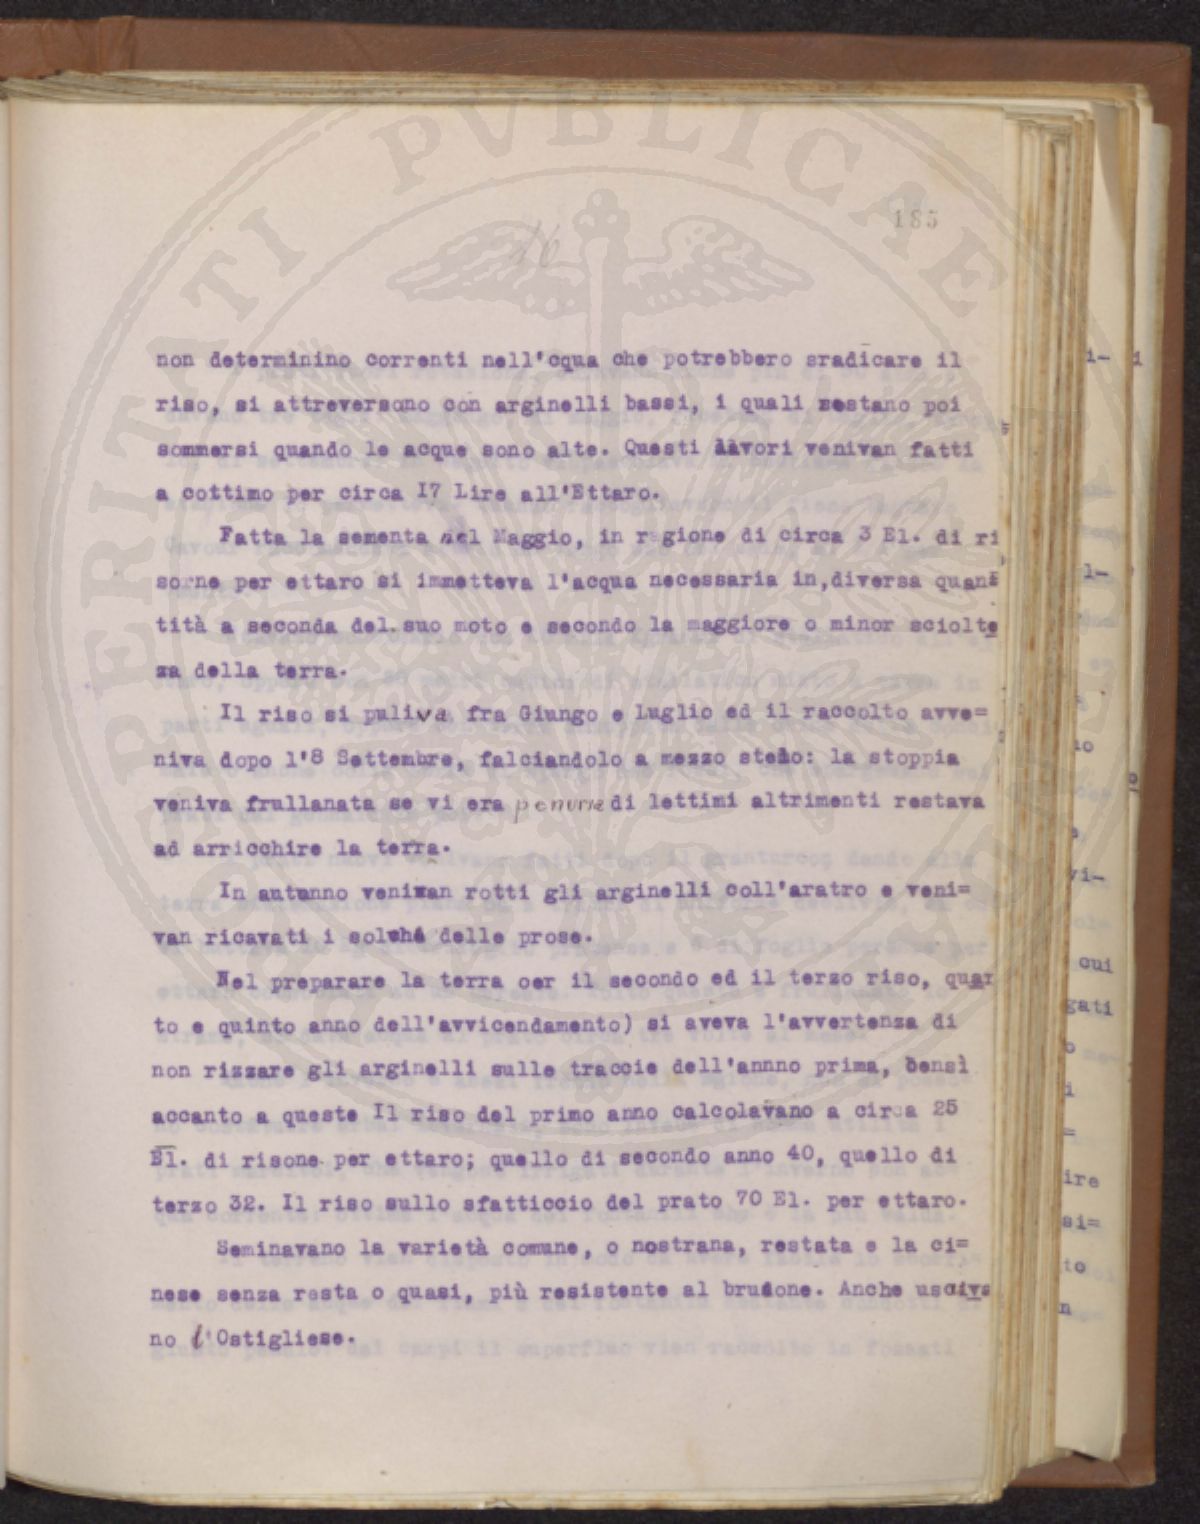 PROSPERITATI PVBLICAE
185
16
non determinino correnti nell'cqua che potrebbero sradicare il
riso, si attreversono con arginelli bassi, i quali restano poi
sommersi quando le acque sono alte. Questi lavori venivan fatti
a cottimo per circa 17 Lire all'Ettaro.
Fatta la sementa nel Maggio, in ragione di circa 3 El. di ri
sorne per ettaro si immetteva l'acqua necessaria in,diversa quan=
tità a seconda del.suo moto e secondo la maggiore o minor sciolte
za della terra.
Il riso si puliva fra Giungo e Luglio ed il raccolto avve=
niva dopo l'8 Settembre, falciandolo a mezzo stelo: la stoppia
veniva frullanata se vi era penuria di lettimi altrimenti restava
ad arricchire la terra.
In autunno venivan rotti gli arginelli coll'aratro e veni=
van ricavati i solchi delle prose.
Nel preparare la terra oer il secondo ed il terzo riso, quar
to e quinto anno dell'avvicendamento) si aveva l'avvertenza di
non rizzare gli arginelli sulle traccie dell'annno prima, bensì
accanto a queste Il riso del primo anno calcolavano a circa 25
El. di risone per ettaro; quello di secondo anno 40, quello di
terzo 32. Il riso sullo sfatticcio del prato 70 El. per ettaro.
Seminavano la varietà comune, o nostrana, restata e la ci=
nese senza resta o quasi, più resistente al brusone. Anche usciva
no l'Ostigliese.